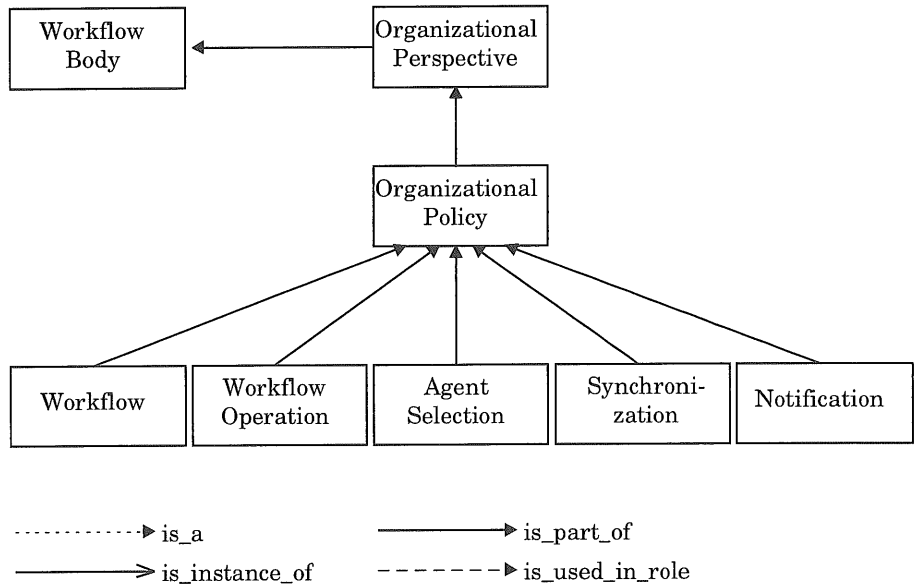 Workflow
Body
Organizational
Perspective
Organizational
Policy
Workflow
Workflow
Operation
Agent
Selection
Synchroni-
zation
Notification
is_a
is_part_of
is_instance_of
is_used_in_role